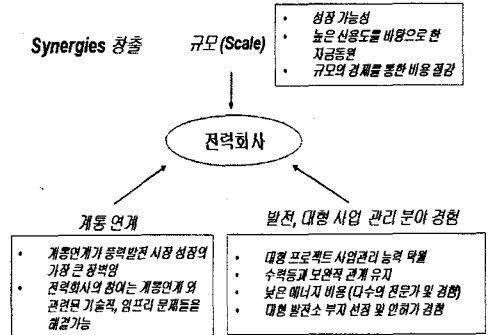 Synergies 창출
규모 (Scale)
• 성장 가능성
• 높은 신용도를 바탕으로 한
자금동원
• 규모의 경제를 통한 비용 절감
전력회사
계통 연계
• 계통연계가 풍력발전 시장 성장의
가장 큰 장벽임
• 전력회사의 참여는 계통연계 와
관련된 기술적, 임프리 문제들을
해결가능
발전, 대형 사업 관리 분야 경험
• 대형 프로젝트 사업관리 능력 탁월
• 수력등과 보완적 관계 유지
• 낮은 에너지 비용 (다수의 전문가 및 경험)
• 대형 발전소 부지 선정 및 인허가 경험